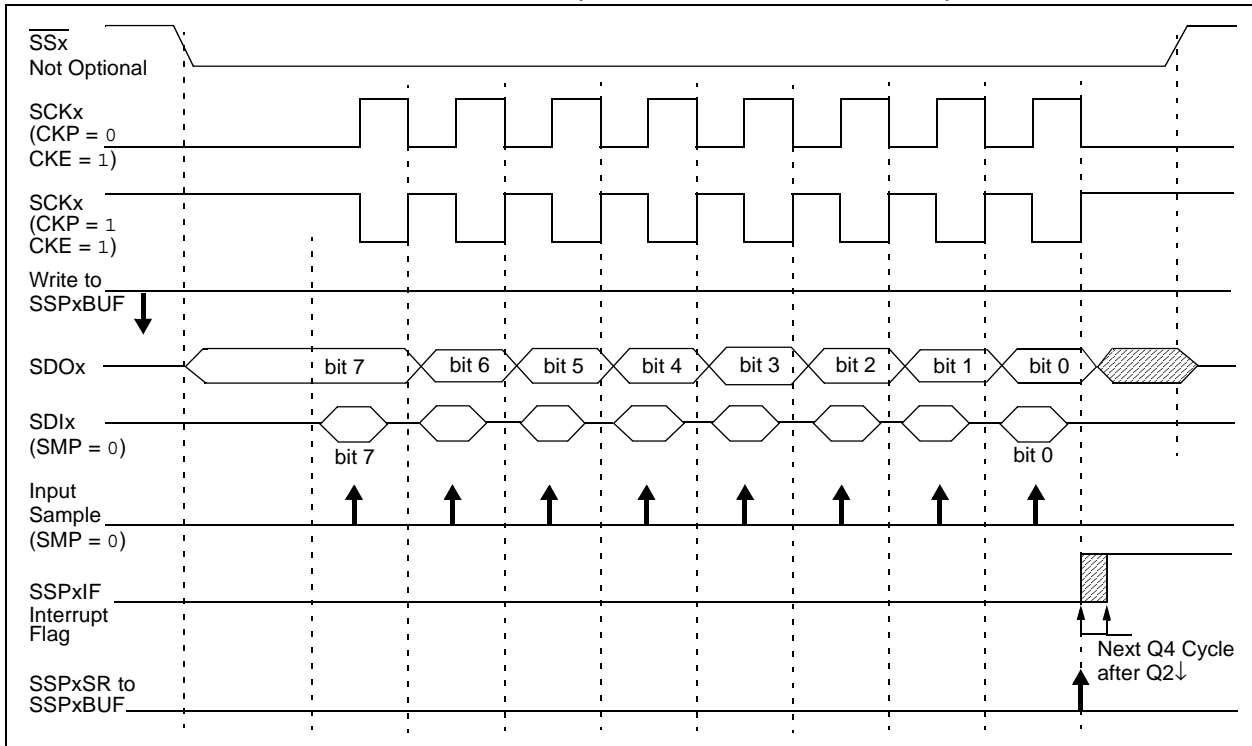 SSx
Not Optional
SCKx
(CKP = 0
CKE = 1)
SCKx
(CKP = 1
CKE = 1)
Write to
SSPxBUF
SDOx
bit 7 bit 6 bit 5 bit 4 bit 3 bit 2 bit 1 bit 0
SDIx
(SMP = 0)
bit 7 bit 0
Input
Sample
(SMP = 0)
SSPxIF
Interrupt
Flag
Next Q4 Cycle
after Q2↓
SSPxSR to
SSPxBUF